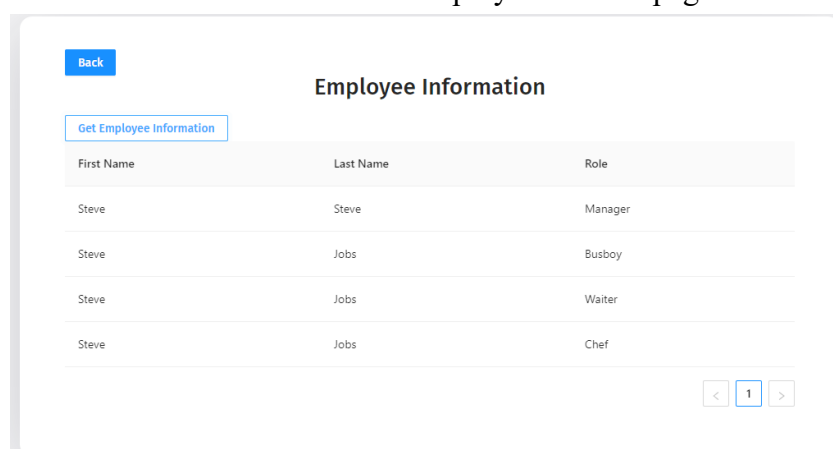 Back
Employee Information
Get Employee Information
First Name Last Name Role
Steve Steve Manager
Steve Jobs Busboy
Steve Jobs Waiter
Steve Jobs Chef
< 1 >